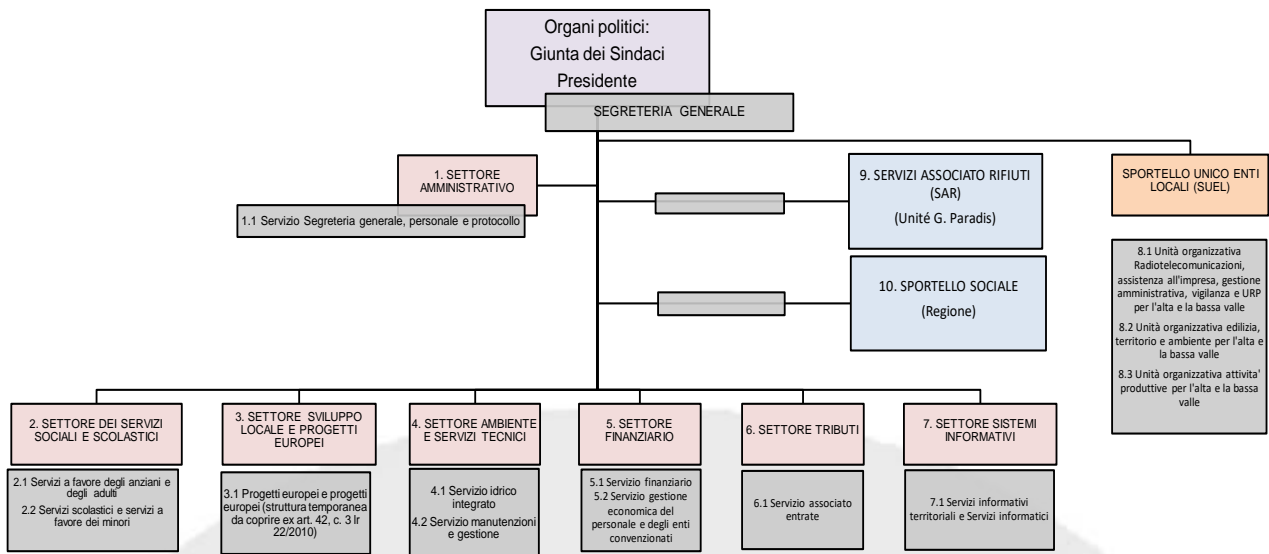 Organi politici:
Giunta dei Sindaci
Presidente
SEGRETERIA GENERALE
1. SETTORE
AMMINISTRATIVO
1.1 Servizio Segreteria generale, personale e protocollo
9. SERVIZI ASSOCIATO RIFIUTI
(SAR)
(Unité G. Paradis)
10. SPORTELLO SOCIALE
(Regione)
SPORTELLO UNICO ENTI
LOCALI (SUEL)
8.1 Unità organizzativa
Radiotelecomunicazioni,
assistenza all'impresa, gestione
amministrativa, vigilanza e URP
per l'alta e la bassa valle
8.2 Unità organizzativa edilizia,
territorio e ambiente per l'alta e
la bassa valle
8.3 Unità organizzativa attivita'
produttive per l'alta e la bassa
valle
2. SETTORE DEI SERVIZI
SOCIALI E SCOLASTICI
2.1 Servizi a favore degli anziani e
degli adulti
2.2 Servizi scolastici e servizi a
favore dei minori
3. SETTORE SVILUPPO
LOCALE E PROGETTI
EUROPEI
3.1 Progetti europei e progetti
europei (struttura temporanea
da coprire ex art. 42, c. 3 lr
22/2010)
4. SETTORE AMBIENTE
E SERVIZI TECNICI
4.1 Servizio idrico
integrato
4.2 Servizio manutenzioni
e gestione
5. SETTORE
FINANZIARIO
5.1 Servizio finanziario
5.2 Servizio gestione
economica del
personale e degli enti
convenzionati
6. SETTORE TRIBUTI
6.1 Servizio associato
entrate
7. SETTORE SISTEMI
INFORMATIVI
7.1 Servizi informativi
territoriali e Servizi informatici